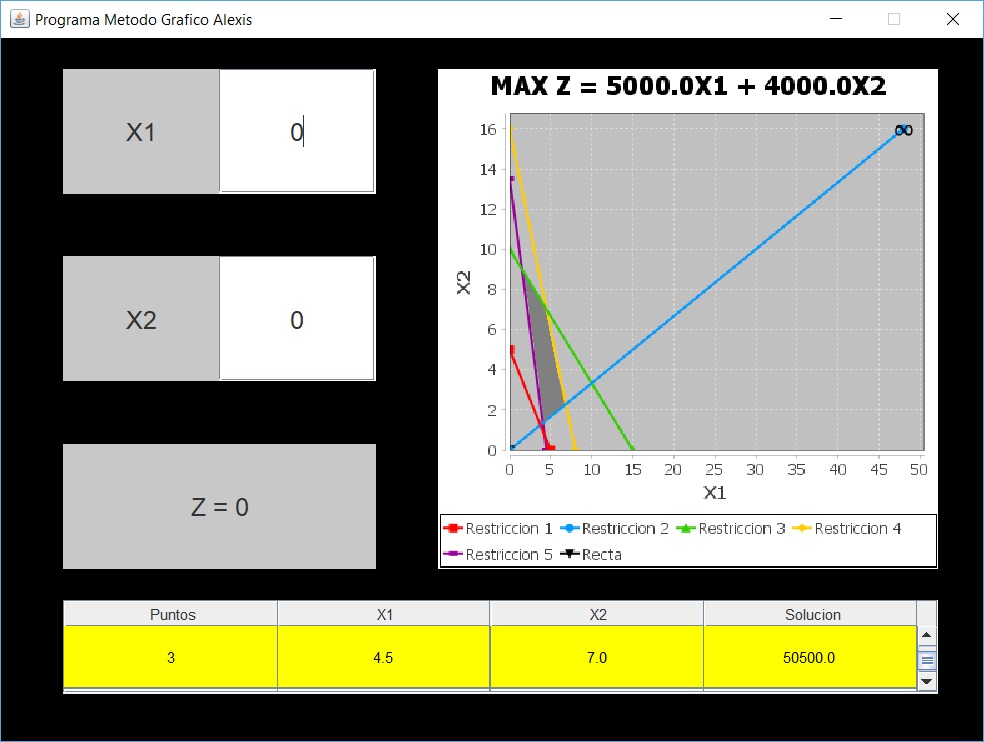 Programa Metodo Grafico Alexis
X1
0
X2
0
Z = 0
MAX Z = 5000.0X1 + 4000.0X2
X2
16
14
12
10
8
6
4
2
0
∞
0 5 10 15 20 25 30 35 40 45 50
X1
Restriccion 1 Restriccion 2 Restriccion 3 Restriccion 4
Restriccion 5 Recta
Puntos X1 X2 Solucion
3 4.5 7.0 50500.0